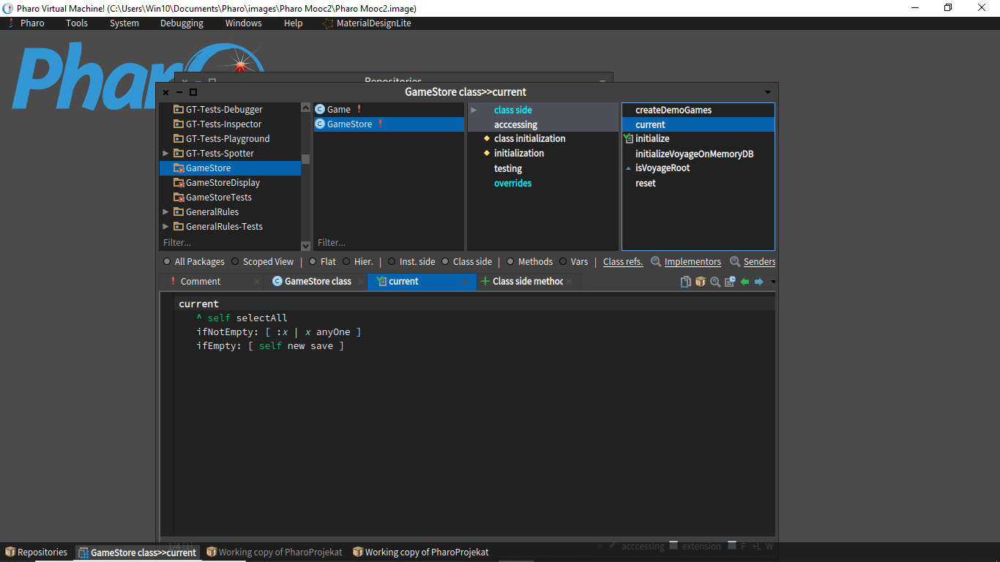 Pharo Virtual Machine! (C:\Users\Win10\Documents\Pharo\images\Pharo Mooc2\Pharo Mooc2.image)
Pharo Tools System Debugging Windows Help MaterialDesignLite
Pharo
Repositories
GameStore class>>current
GT-Tests-Debugger
GT-Tests-Inspector
GT-Tests-Playground
GT-Tests-Spotter
GameStore
GameStoreDisplay
GameStoreTests
GeneralRules
GeneralRules-Tests
Filter...
Game
GameStore
Filter...
class side
acccessing
class initialization
initialization
testing
overrides
createDemoGames
current
initialize
initializeVoyageOnMemoryDB
isVoyageRoot
reset
All Packages Scoped View | Flat Hier. | Inst. side Class side | Methods Vars | Class refs. Implementors Senders
Comment GameStore class current Class side methoc
current
^ self selectAll
ifNotEmpty: [ :x | x anyOne ]
ifEmpty: [ self new save ]
acccessing extension F +L W
Repositories GameStore class>>current Working copy of PharoProjekat Working copy of PharoProjekat